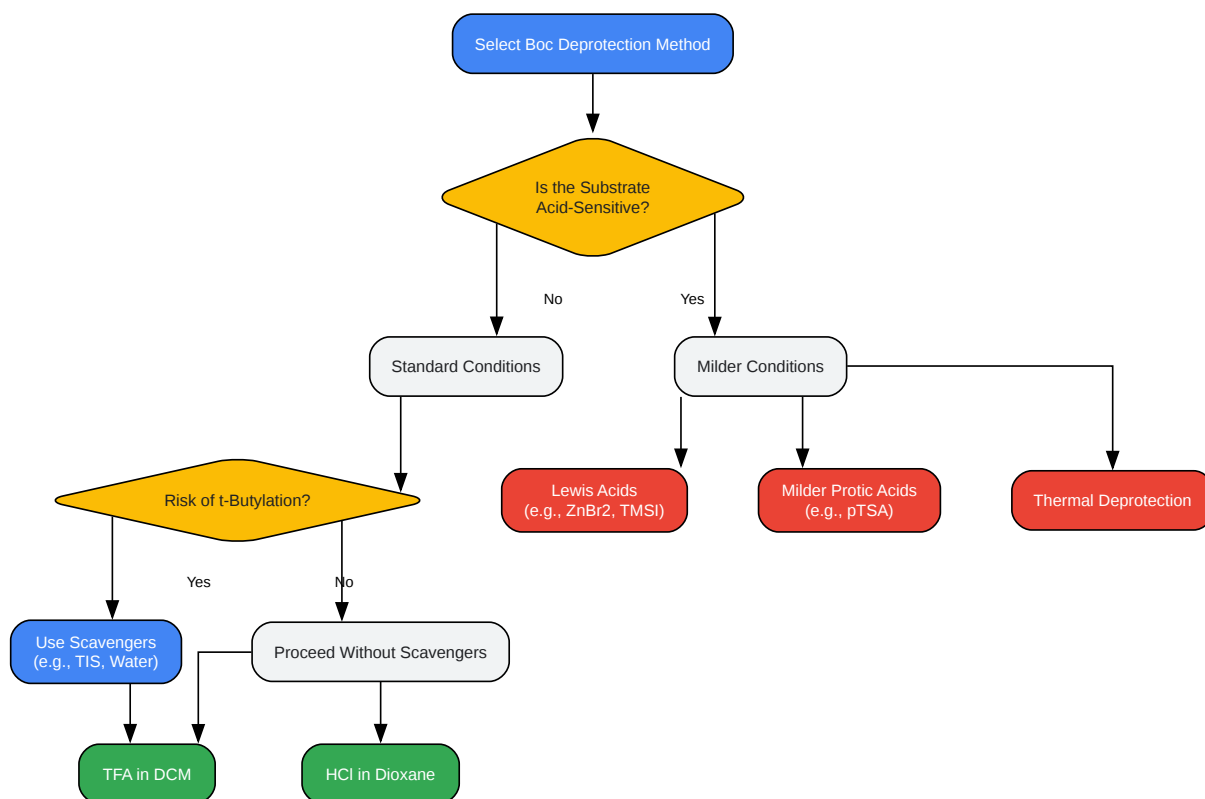 Select Boc Deprotection Method
Is the Substrate
Acid-Sensitive?
No
Yes
Standard Conditions
Milder Conditions
Risk of t-Butylation?
Lewis Acids
(e.g., ZnBr2, TMSI)
Milder Protic Acids
(e.g., pTSA)
Thermal Deprotection
Yes
No
Use Scavengers
(e.g., TIS, Water)
Proceed Without Scavengers
TFA in DCM
HCl in Dioxane